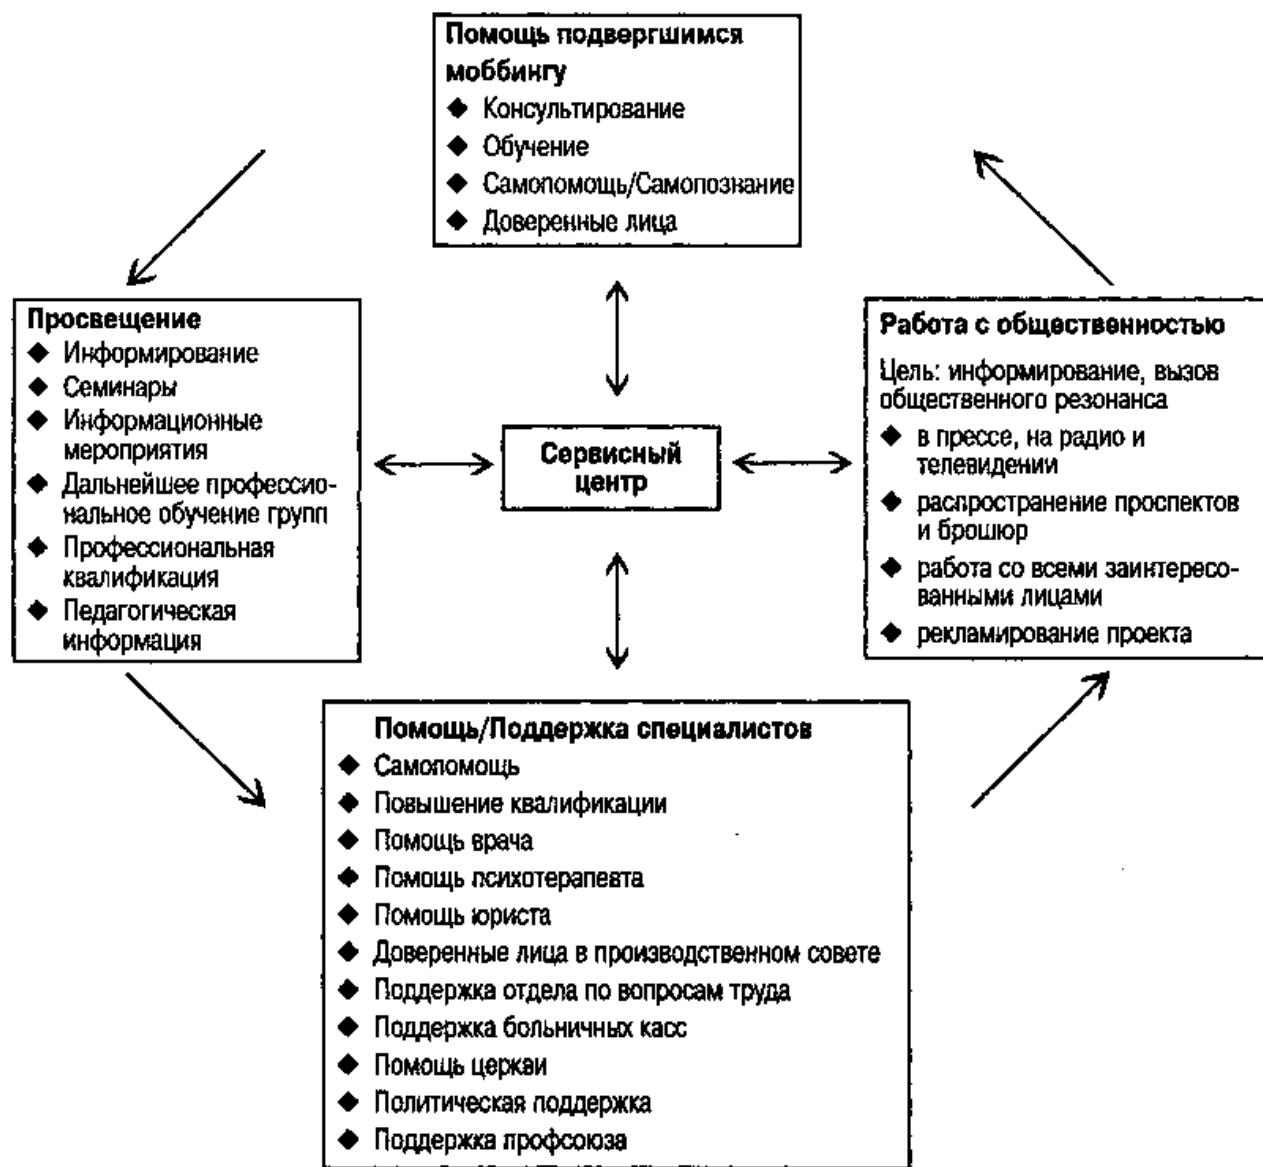 Помощь подвергшимся
моббингу
◆ Консультирование
◆ Обучение
◆ Самопомощь/Самопознание
◆ Доверенные лица
Просвещение
◆ Информирование
◆ Семинары
◆ Информационные
мероприятия
◆ Дальнейшее профессио-
нальное обучение групп
◆ Профессиональная
квалификация
◆ Педагогическая
информация
Сервисный
центр
Работа с общественностью
Цель: информирование, вызов
общественного резонанса
◆ в прессе, на радио и
телевидении
◆ распространение проспектов
и брошюр
◆ работа со всеми заинтересо-
ванными лицами
◆ рекламирование проекта
Помощь/Поддержка специалистов
◆ Самопомощь
◆ Повышение квалификации
◆ Помощь врача
◆ Помощь психотерапевта
◆ Помощь юриста
◆ Доверенные лица в производственном совете
◆ Поддержка отдела по вопросам труда
◆ Поддержка больничных касс
◆ Помощь церкви
◆ Политическая поддержка
◆ Поддержка профсоюза